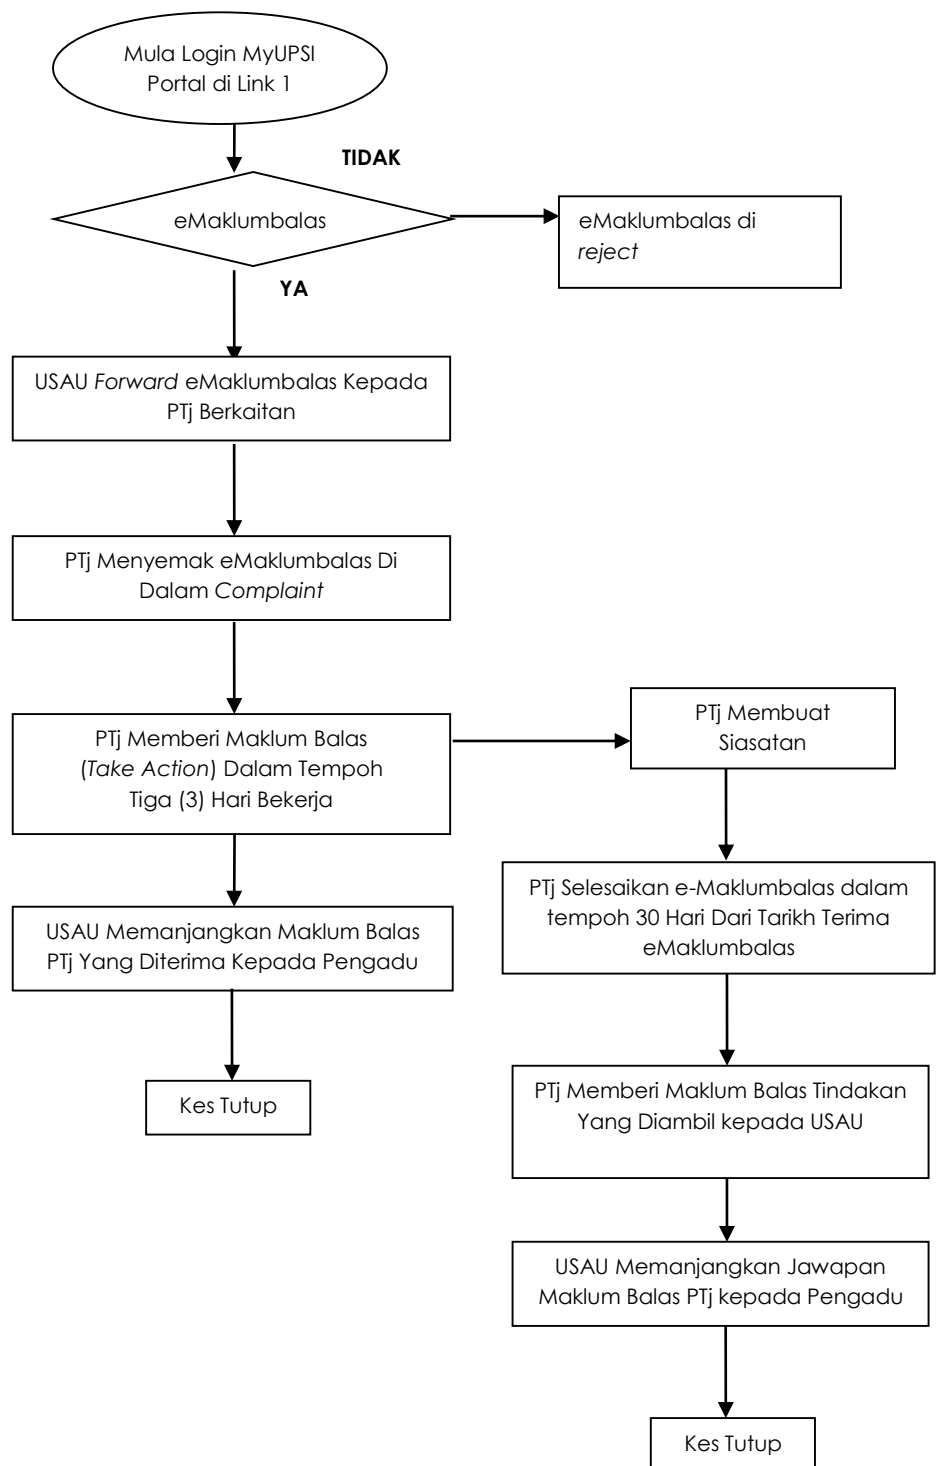 Mula Login MyUPSI
Portal di Link 1
TIDAK
eMaklumbalas
eMaklumbalas di
reject
YA
USAU Forward eMaklumbalas Kepada
PTj Berkaitan
PTj Menyemak eMaklumbalas Di
Dalam Complaint
PTj Memberi Maklum Balas
(Take Action) Dalam Tempoh
Tiga (3) Hari Bekerja
PTj Membuat
Siasatan
USAU Memanjangkan Maklum Balas
PTj Yang Diterima Kepada Pengadu
Kes Tutup
PTj Selesaikan e-Maklumbalas dalam
tempoh 30 Hari Dari Tarikh Terima
eMaklumbalas
PTj Memberi Maklum Balas Tindakan
Yang Diambil kepada USAU
USAU Memanjangkan Jawapan
Maklum Balas PTj kepada Pengadu
Kes Tutup